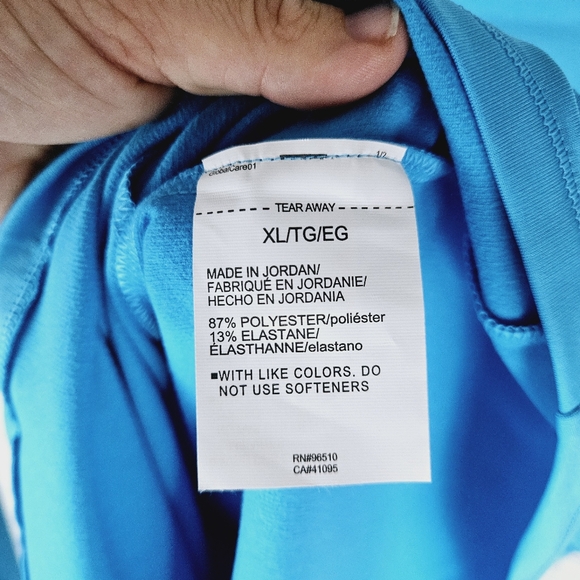 GlobalCare01
1/2
TEAR AWAY
XL/TG/EG
MADE IN JORDAN/
FABRIQUÉ EN JORDANIE/
HECHO EN JORDANIA
87% POLYESTER/poliéster
13% ELASTANE/
ÉLASTHANNE/elastano
■WITH LIKE COLORS. DO
NOT USE SOFTENERS
RN#96510
CA#41095